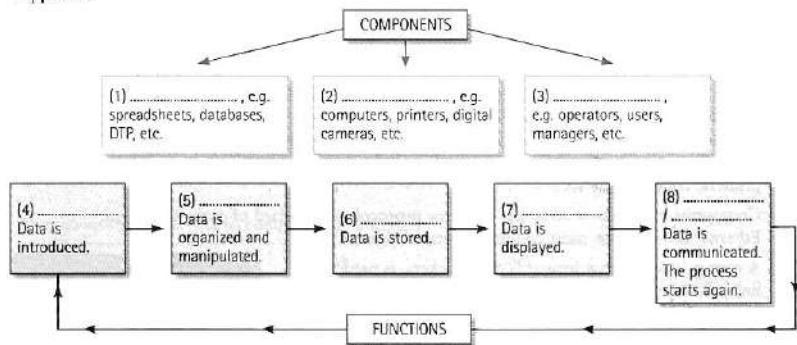 COMPONENTS
(1) ........................., e.g.
spreadsheets, databases,
DTP, etc.
(2) ........................., e.g.
computers, printers, digital
cameras, etc.
(3) .........................,
e.g. operators, users,
managers, etc.
(4) .........................
Data is
introduced.
(5) .........................
Data is
organized and
manipulated.
(6) .........................
Data is stored.
(7) .........................
Data is
displayed.
(8) .........................
/ .........................
Data is
communicated.
The process
starts again.
FUNCTIONS